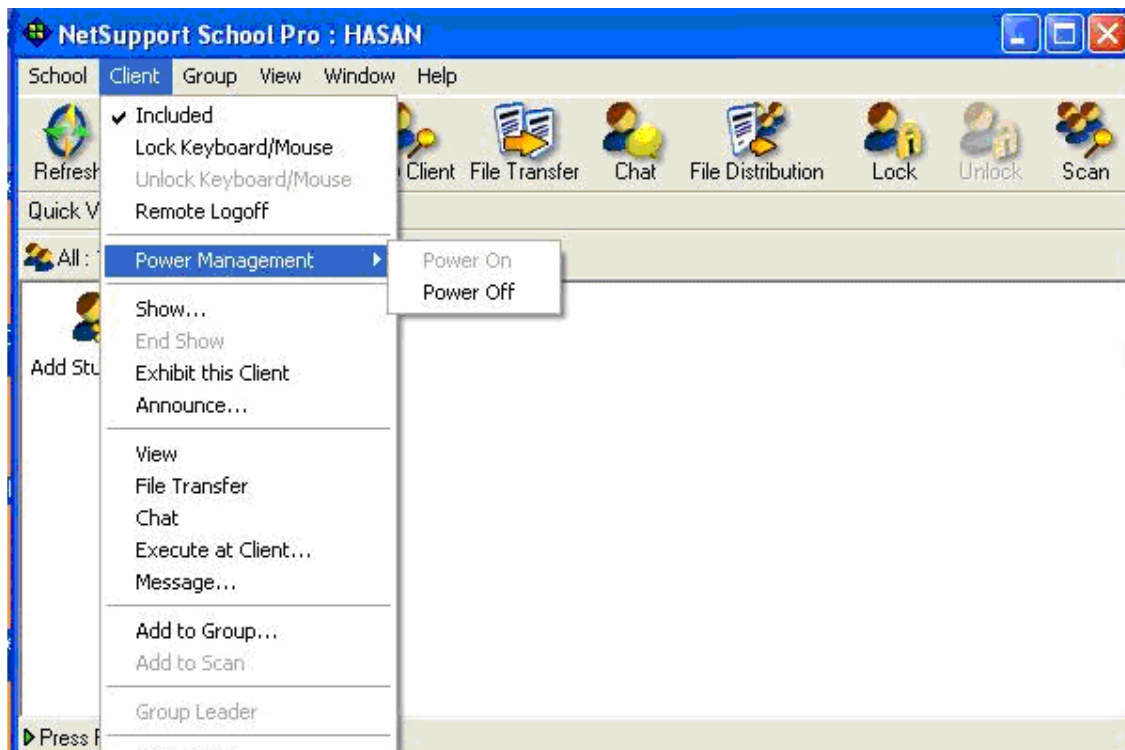 NetSupport School Pro : HASAN
School Client Group View Window Help
Refresh Client File Transfer Chat File Distribution Lock Unlock Scan
Quick V
All :
Add Stu
Included
Lock Keyboard/Mouse
Unlock Keyboard/Mouse
Remote Logoff
Power Management
Power On
Power Off
Show...
End Show
Exhibit this Client
Announce...
View
File Transfer
Chat
Execute at Client...
Message...
Add to Group...
Add to Scan
Group Leader
Press